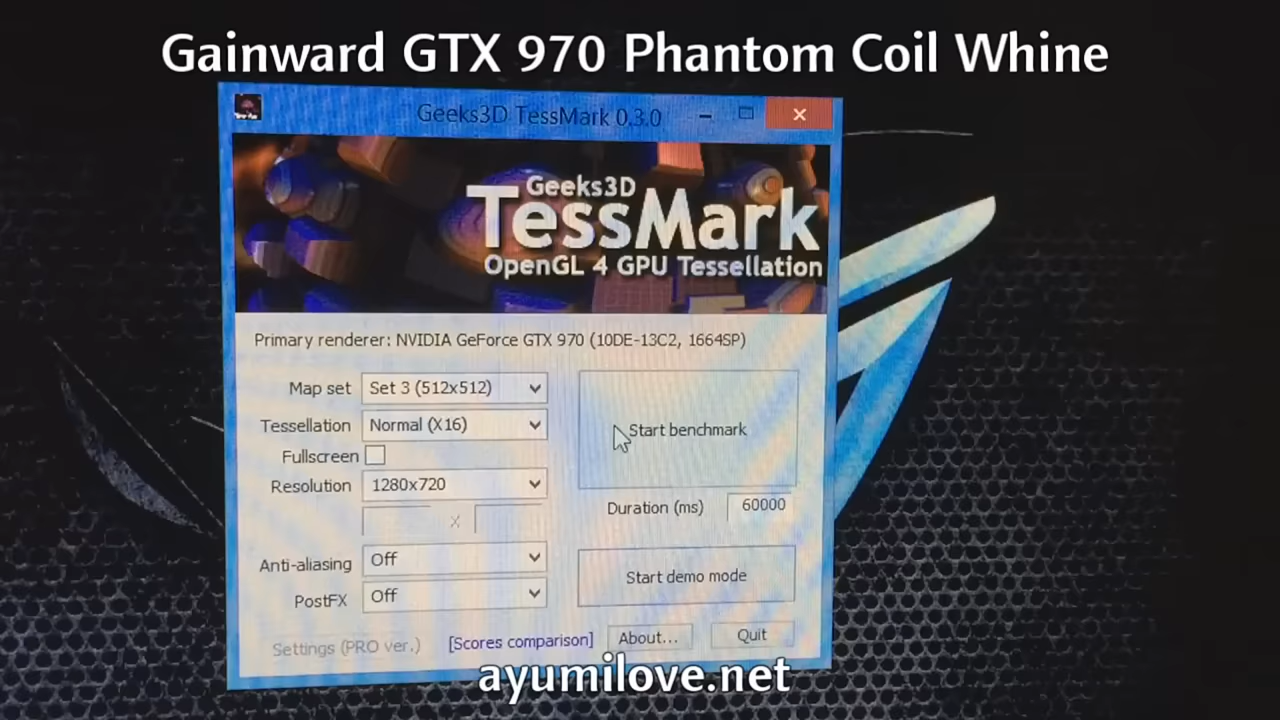 Gainward GTX 970 Phantom Coil Whine
Geeks3D TessMark 0.3.0
Geeks3D
TessMark
OpenGL 4 GPU Tessellation
Primary renderer: NVIDIA GeForce GTX 970 (10DE-13C2, 1664SP)
Map set Set 3 (512x512)
Tessellation Normal (X16)
Start benchmark
Fullscreen
Resolution 1280x720
Duration (ms) 60000
X
Anti-aliasing Off
Start demo mode
PostFX Off
Settings (PRO ver.) [Scores comparison] About... Quit
ayumilove.net